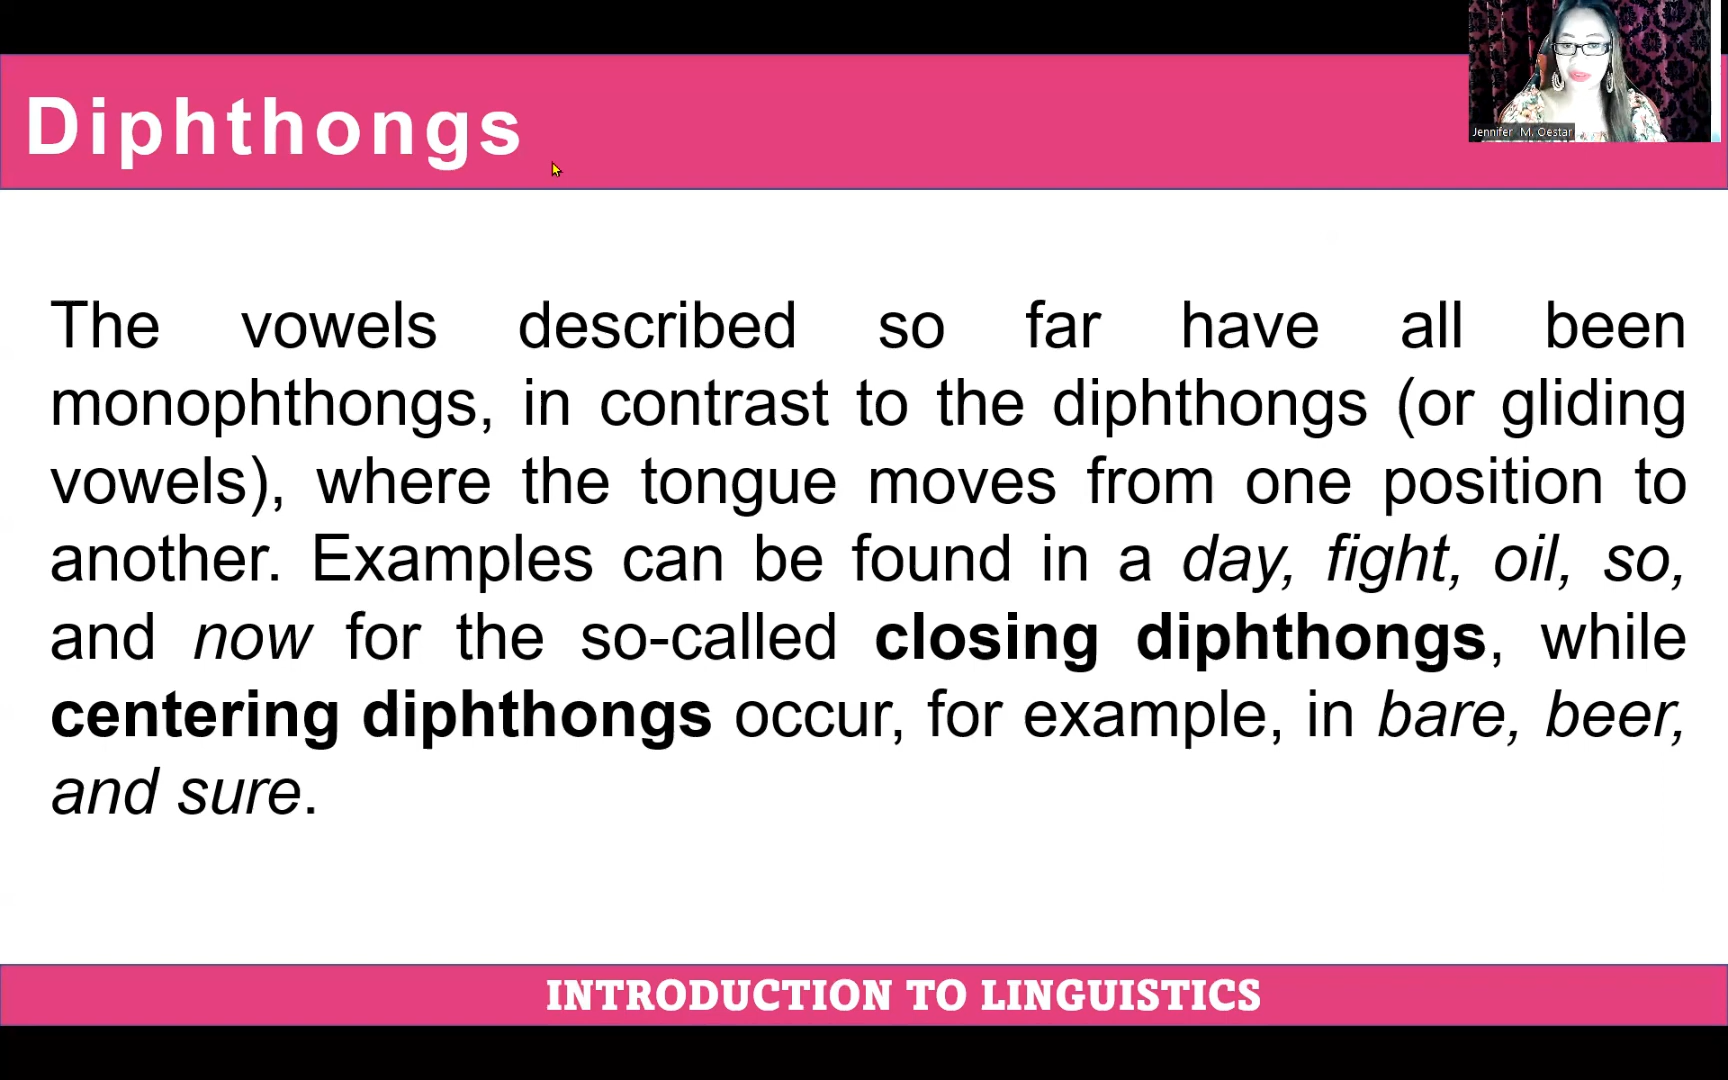 Diphthongs
Jennifer M. Oestar
The vowels described so far have all been
monophthongs, in contrast to the diphthongs (or gliding
vowels), where the tongue moves from one position to
another. Examples can be found in a day, fight, oil, so,
and now for the so-called closing diphthongs, while
centering diphthongs occur, for example, in bare, beer,
and sure.
INTRODUCTION TO LINGUISTICS